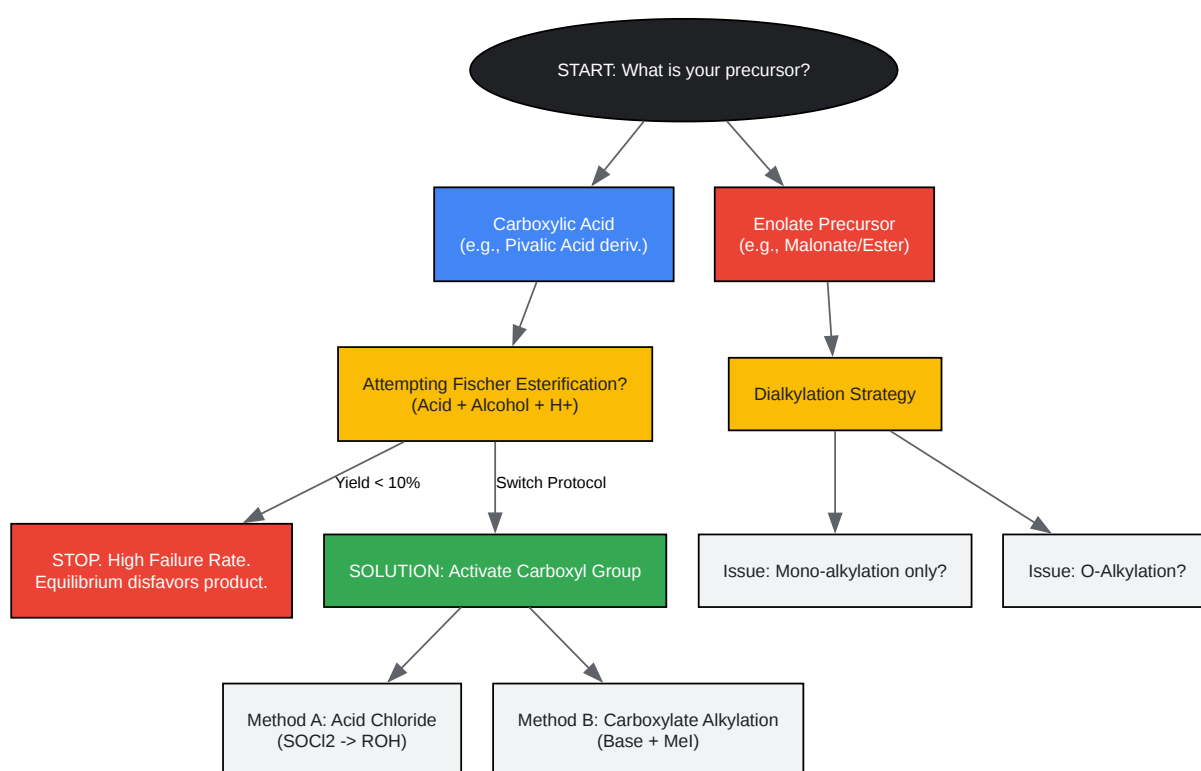 START: What is your precursor?
Carboxylic Acid
(e.g., Pivalic Acid deriv.)
Enolate Precursor
(e.g., Malonate/Ester)
Attempting Fischer Esterification?
(Acid + Alcohol + H+)
Dialkylation Strategy
Yield < 10%
Switch Protocol
STOP. High Failure Rate.
Equilibrium disfavors product.
SOLUTION: Activate Carboxyl Group
Issue: Mono-alkylation only?
Issue: O-Alkylation?
Method A: Acid Chloride
(SOCl2 -> ROH)
Method B: Carboxylate Alkylation
(Base + MeI)